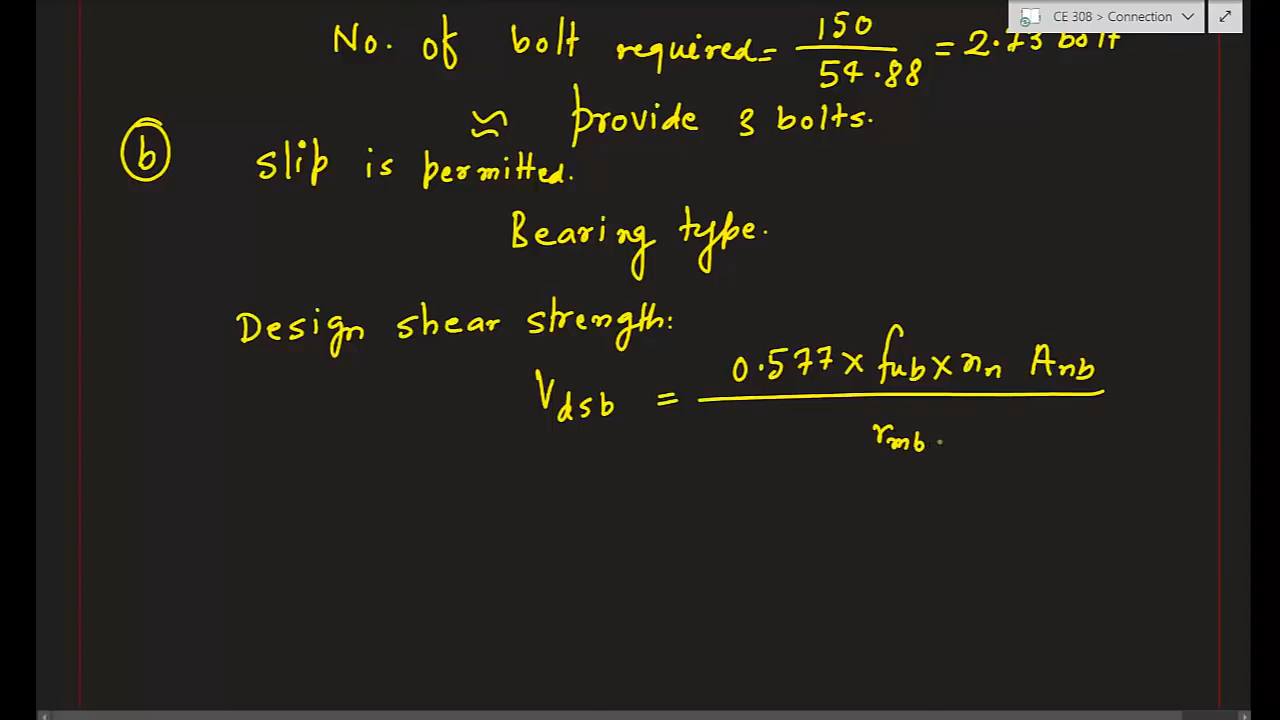 CE 308 > Connection
No. of bolt required = 150 / 54.88 = 2.73 bolt
≈ provide 3 bolts.
(b) slip is permitted.
Bearing type.
Design shear strength:
Vdsb = 0.577 × fub × nn Anb / rmb